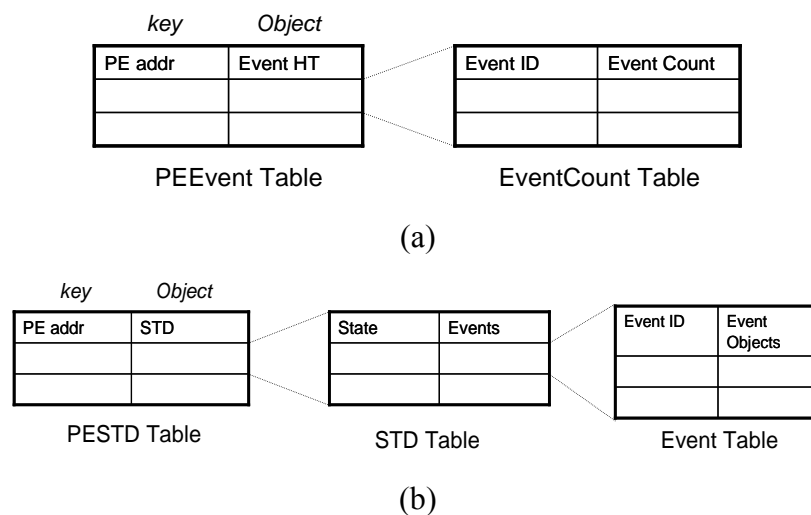 key Object
PE addr Event HT
Event ID Event Count
PEEvent Table
EventCount Table
(a)
key Object
PE addr STD
State Events
Event ID Event Objects
PESTD Table
STD Table
Event Table
(b)